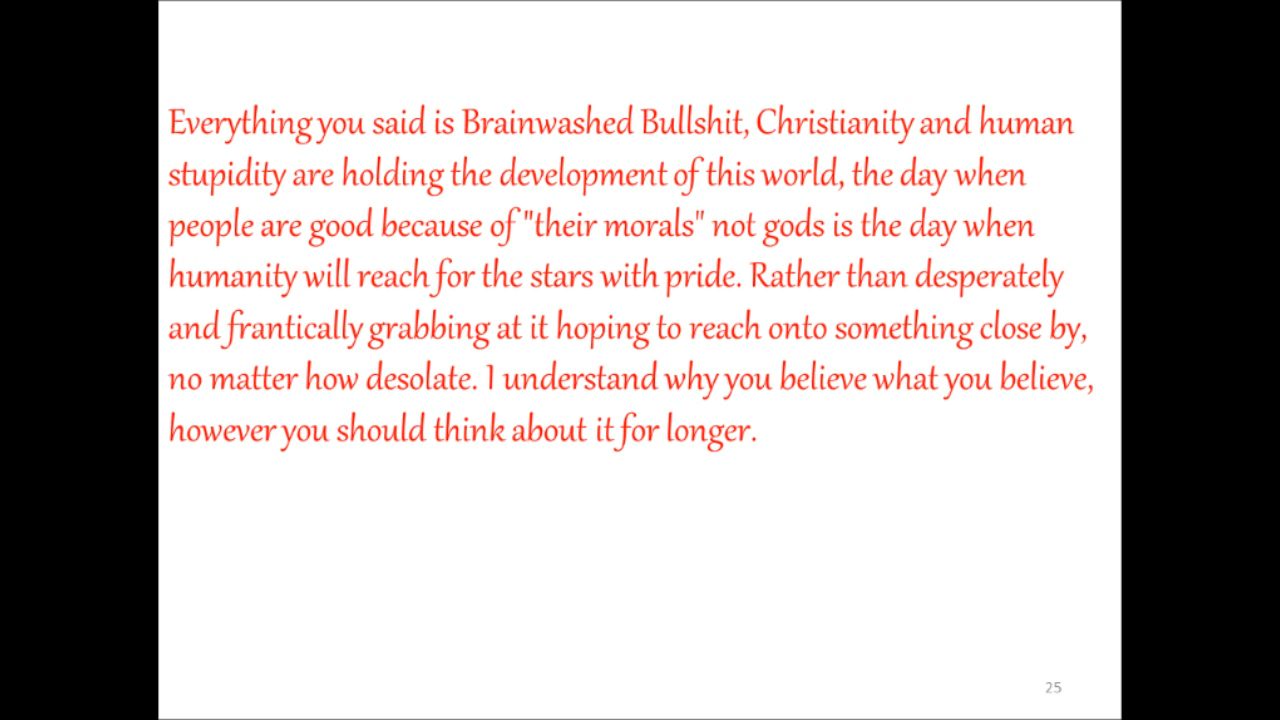 Everything you said is Brainwashed Bullshit, Christianity and human
stupidity are holding the development of this world, the day when
people are good because of "their morals" not gods is the day when
humanity will reach for the stars with pride. Rather than desperately
and frantically grabbing at it hoping to reach onto something close by,
no matter how desolate. I understand why you believe what you believe,
however you should think about it for longer.
25